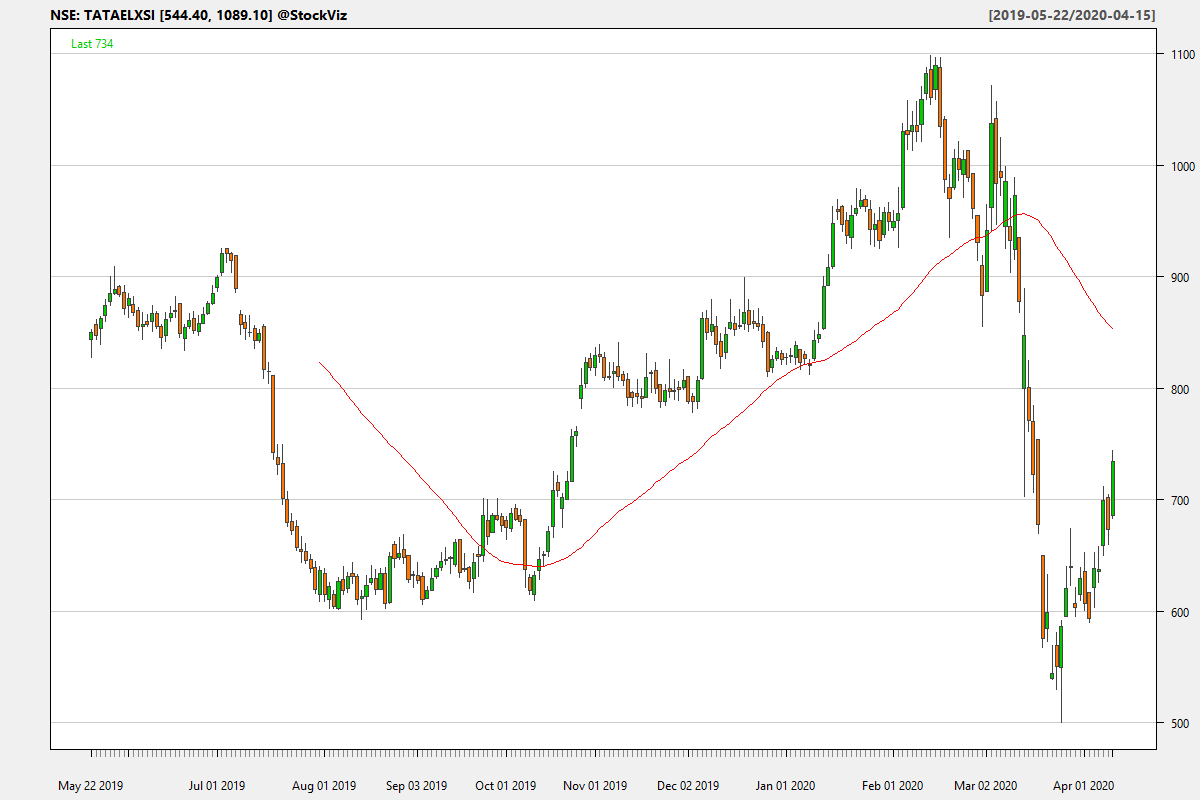 NSE: TATAELXSI [544.40, 1089.10] @StockViz [2019-05-22/2020-04-15]
Last 734
1100
1000
900
800
700
600
500
May 22 2019 Jul 01 2019 Aug 01 2019 Sep 03 2019 Oct 01 2019 Nov 01 2019 Dec 02 2019 Jan 01 2020 Feb 01 2020 Mar 02 2020 Apr 01 2020